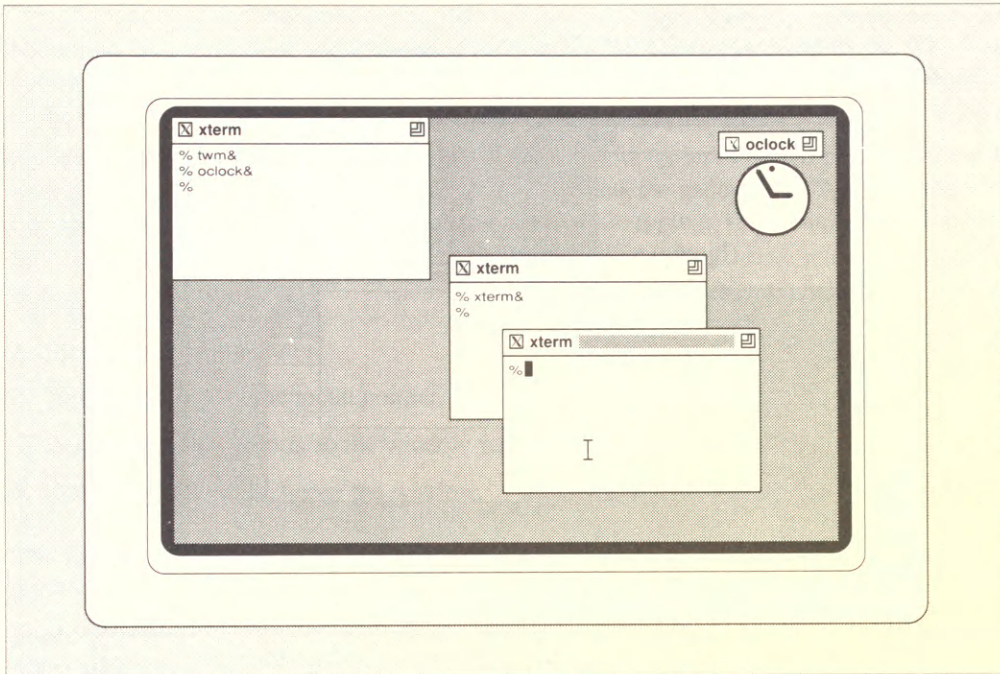 xterm
% twm&
% oclock&
%
oclock
xterm
% xterm&
%
xterm
%